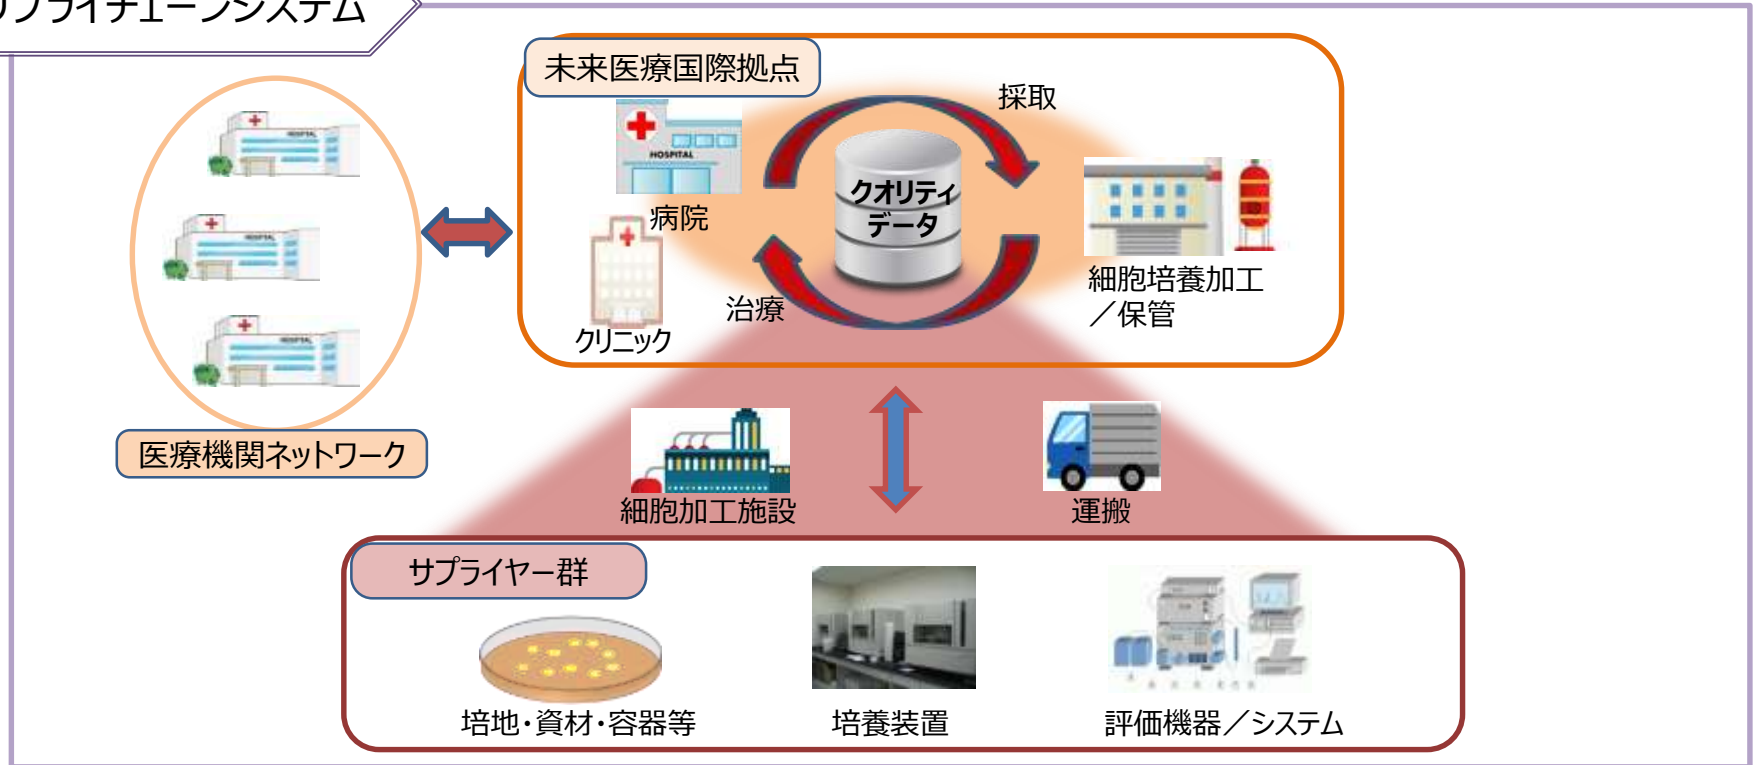 サプライチェーンシステム
未来医療国際拠点
採取
HOSPITAL
病院
クオリティ
データ
細胞培養加工
／保管
治療
クリニック
HOSPITAL
HOSPITAL
HOSPITAL
医療機関ネットワーク
細胞加工施設
運搬
サプライヤー群
培地・資材・容器等
培養装置
評価機器／システム